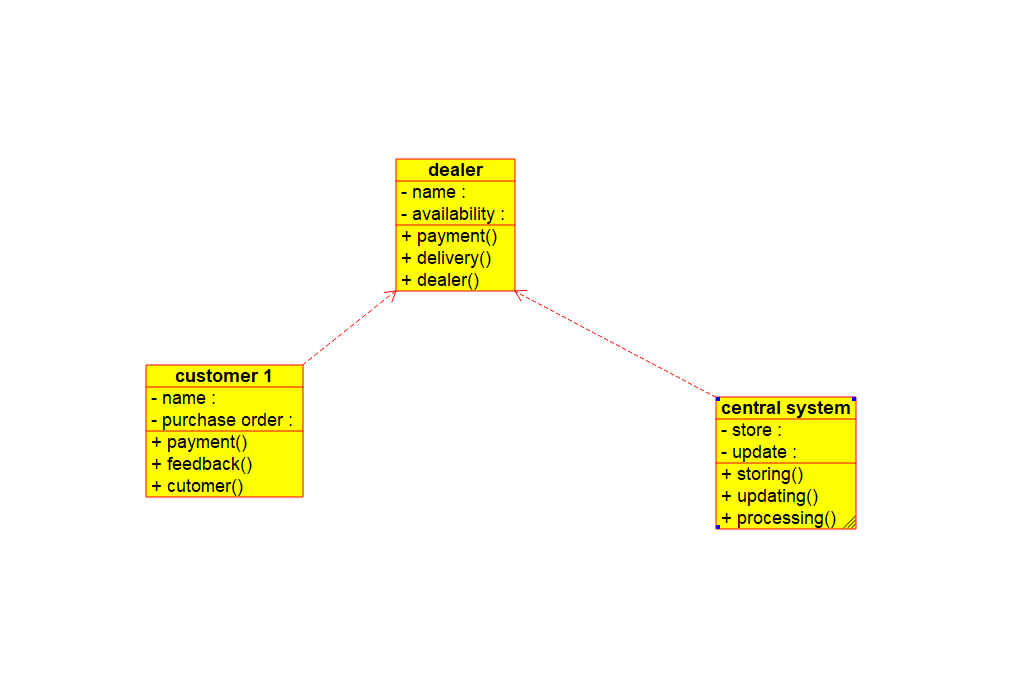 dealer
- name :
- availability :
+ payment()
+ delivery()
+ dealer()
customer 1
- name :
- purchase order :
+ payment()
+ feedback()
+ cutomer()
central system
- store :
- update :
+ storing()
+ updating()
+ processing()